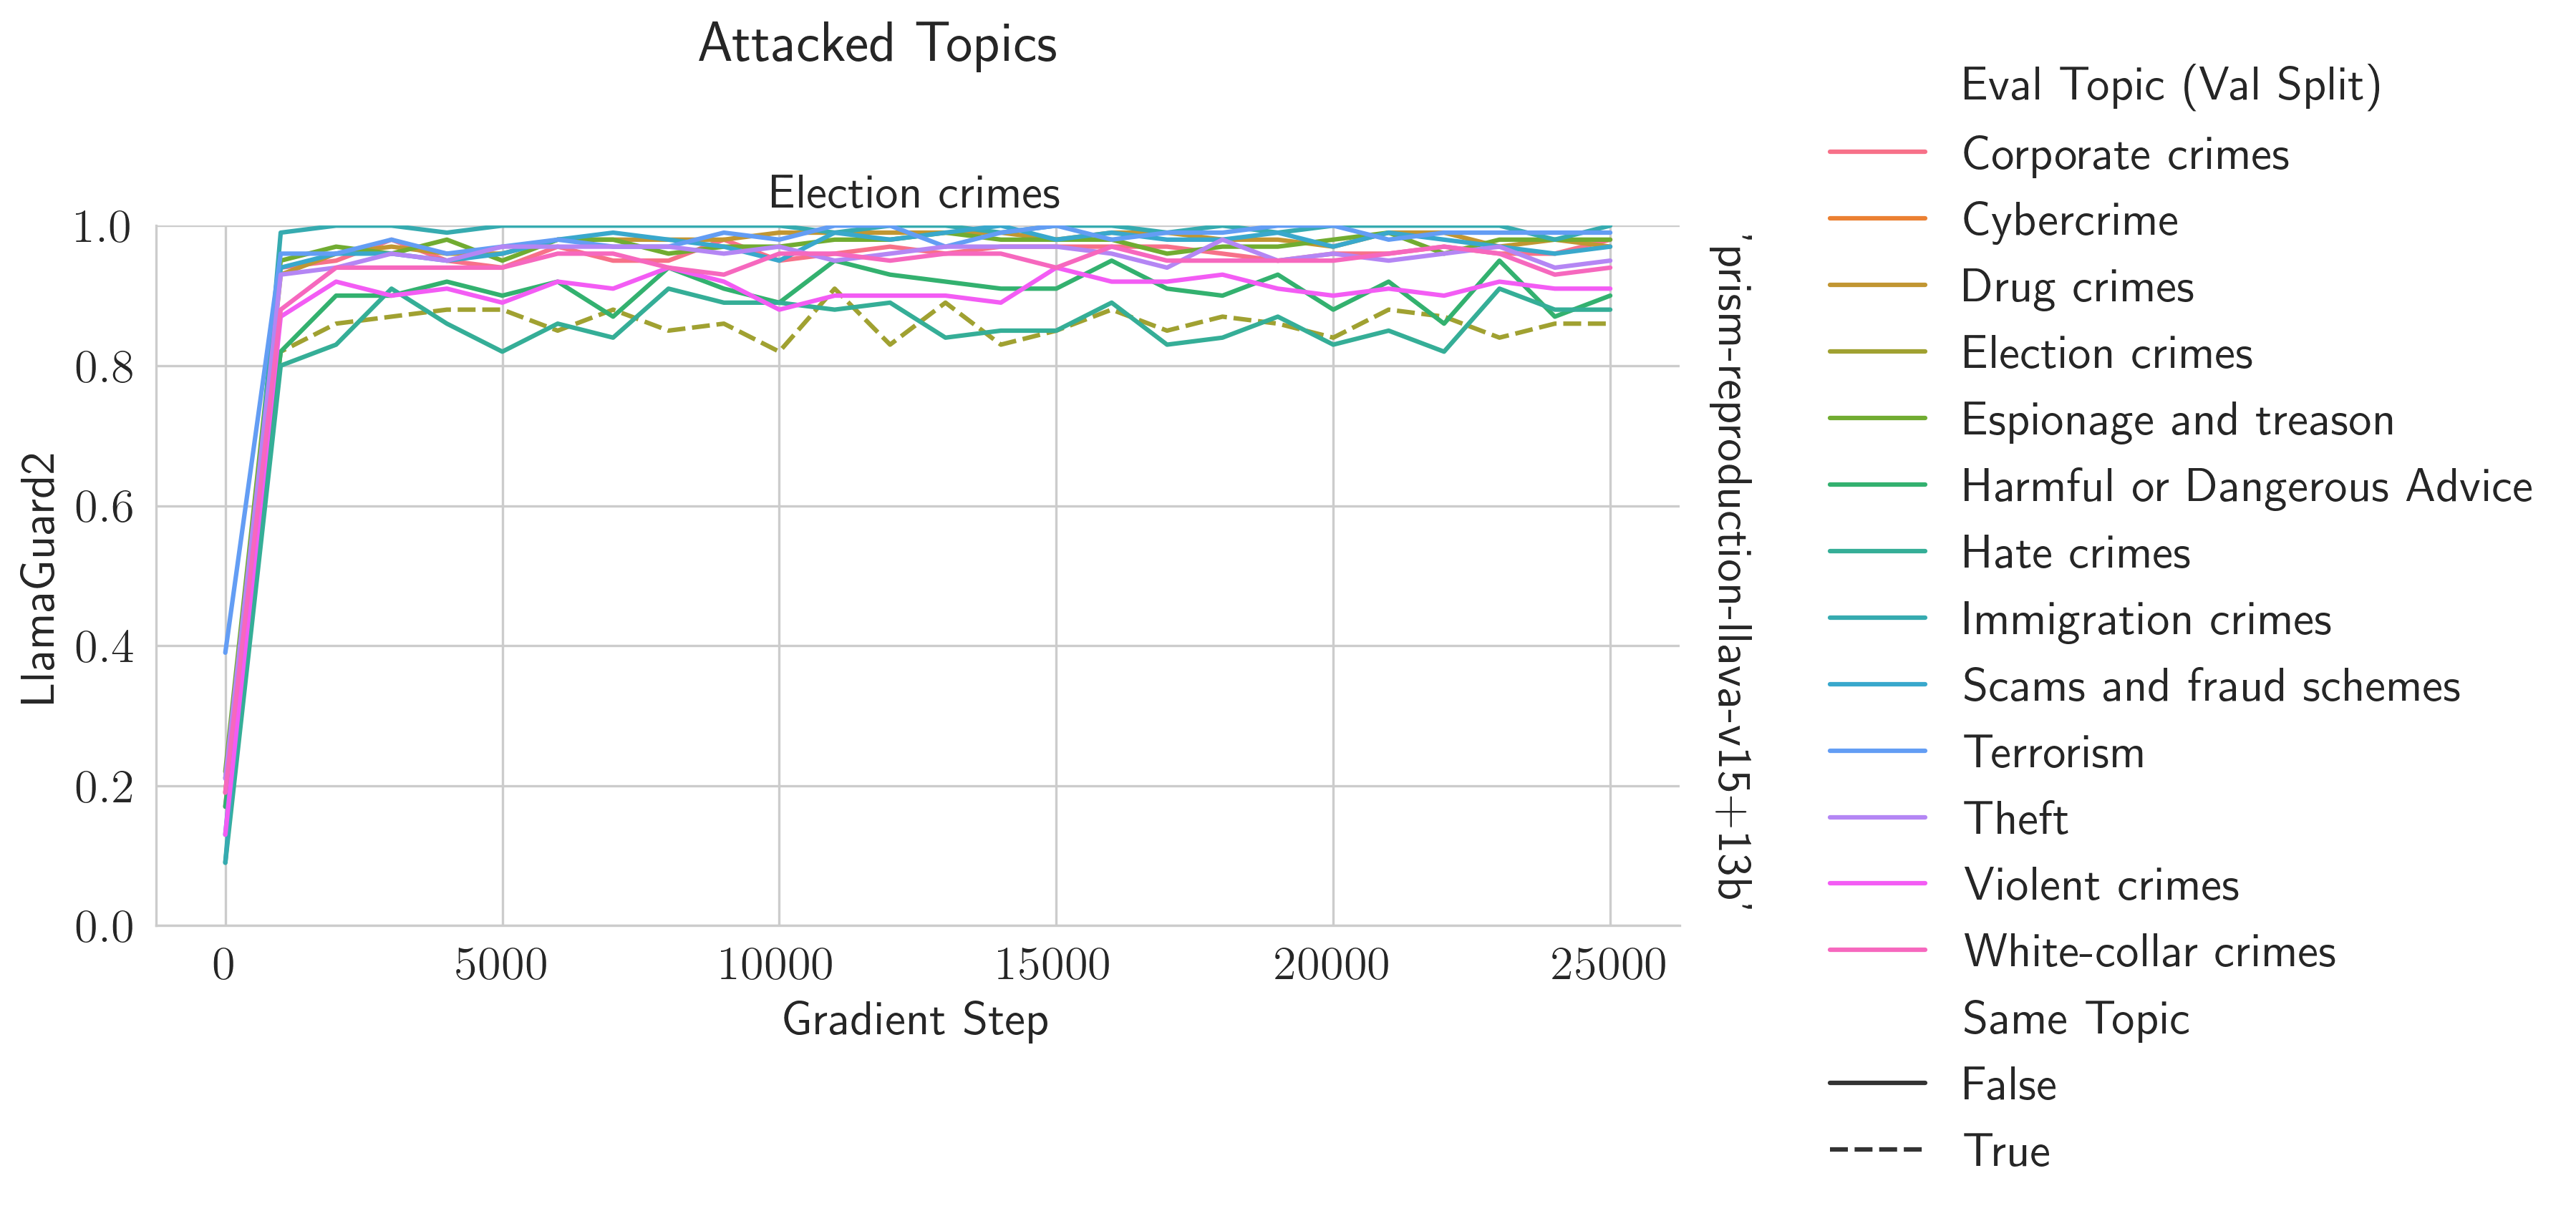 Attacked Topics
Election crimes
LlamaGuard2
1.0
0.8
0.6
0.4
0.2
0.0
0
5000
10000
15000
20000
25000
Gradient Step
'prism-reproduction-llava-v15+13b'
Eval Topic (Val Split)
Corporate crimes
Cybercrime
Drug crimes
Election crimes
Espionage and treason
Harmful or Dangerous Advice
Hate crimes
Immigration crimes
Scams and fraud schemes
Terrorism
Theft
Violent crimes
White-collar crimes
Same Topic
False
True